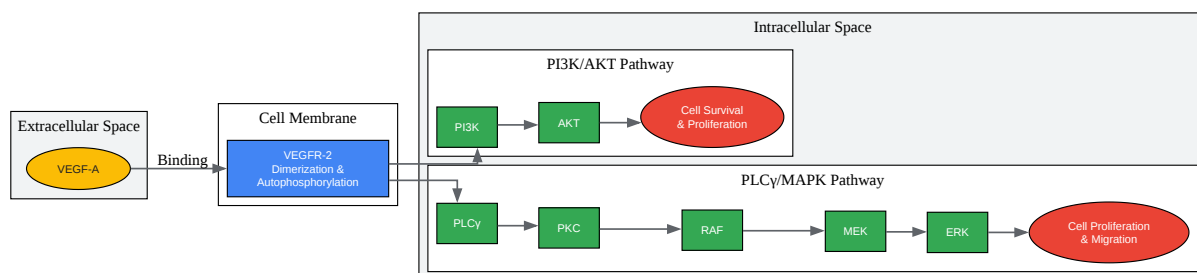 Intracellular Space
PI3K/AKT Pathway
PI3K
AKT
Cell Survival
& Proliferation
Extracellular Space
VEGF-A
Binding
Cell Membrane
VEGFR-2
Dimerization &
Autophosphorylation
PLCγ/MAPK Pathway
PLCγ
PKC
RAF
MEK
ERK
Cell Proliferation
& Migration